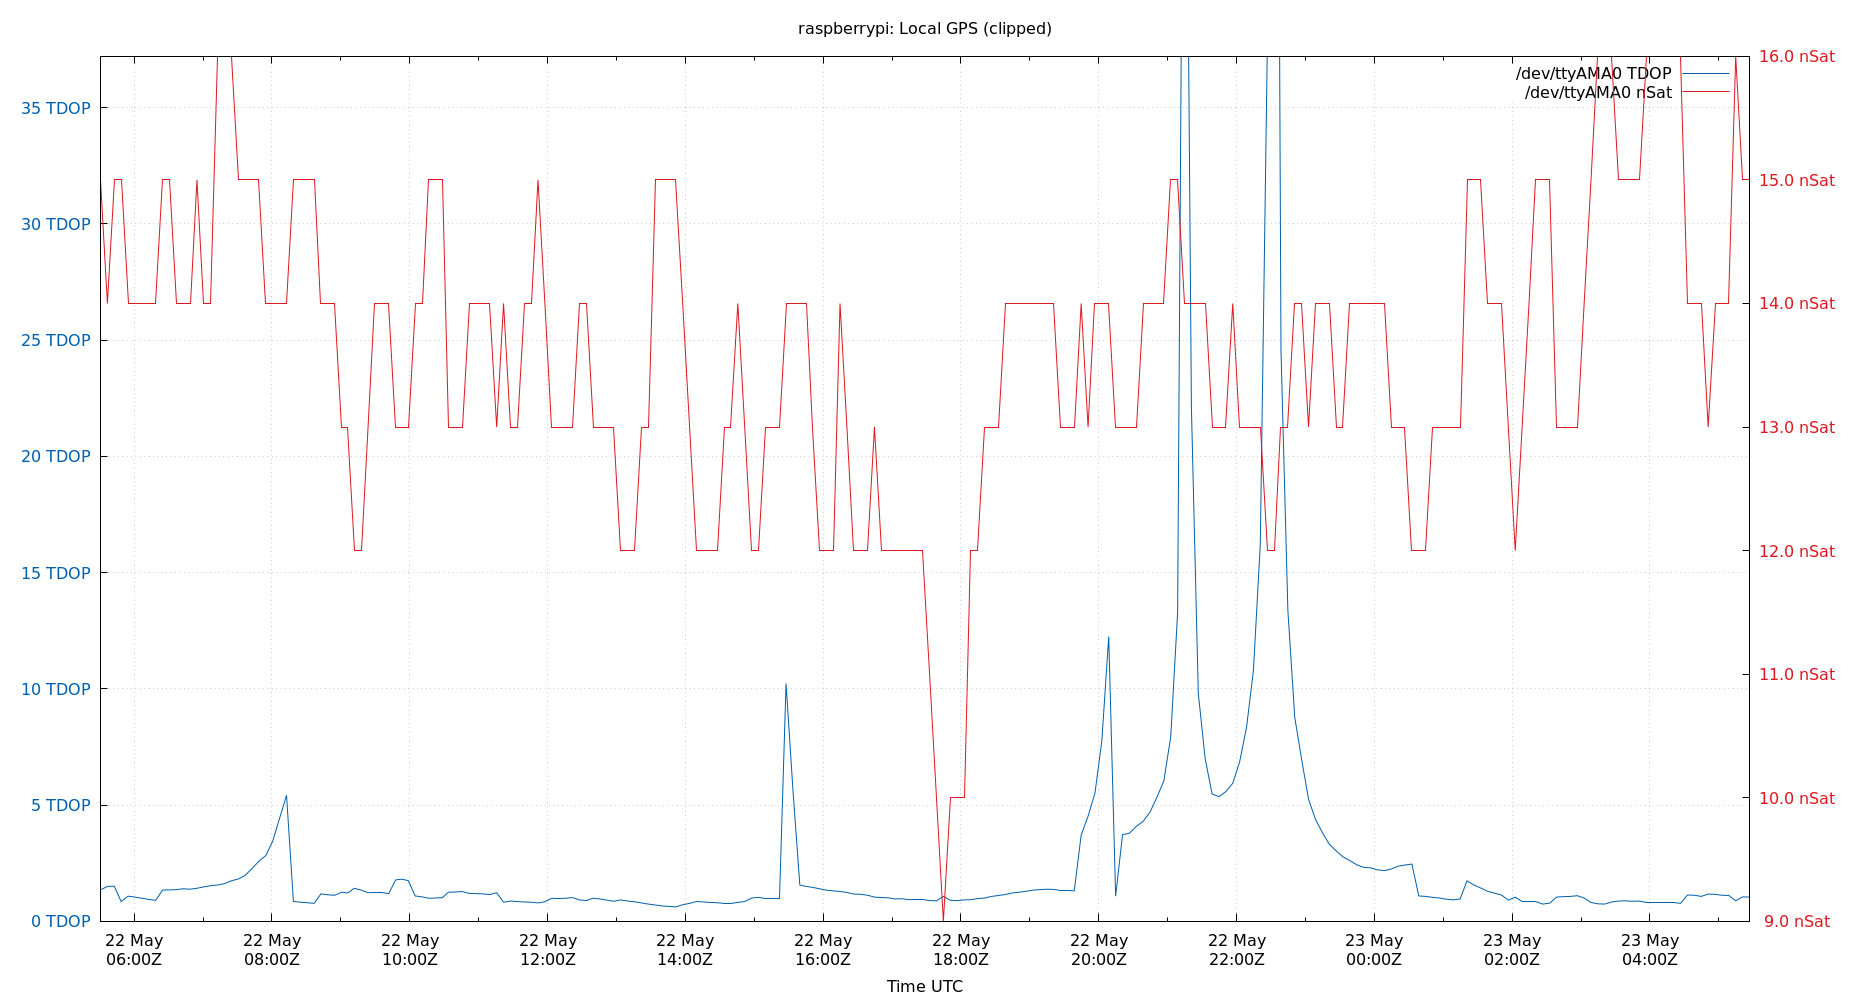 raspberrypi: Local GPS (clipped)
/dev/ttyAMA0 TDOP
/dev/ttyAMA0 nSat
35 TDOP
30 TDOP
25 TDOP
20 TDOP
15 TDOP
10 TDOP
5 TDOP
0 TDOP
16.0 nSat
15.0 nSat
14.0 nSat
13.0 nSat
12.0 nSat
11.0 nSat
10.0 nSat
9.0 nSat
22 May
06:00Z
22 May
08:00Z
22 May
10:00Z
22 May
12:00Z
22 May
14:00Z
22 May
16:00Z
22 May
18:00Z
22 May
20:00Z
22 May
22:00Z
23 May
00:00Z
23 May
02:00Z
23 May
04:00Z
Time UTC